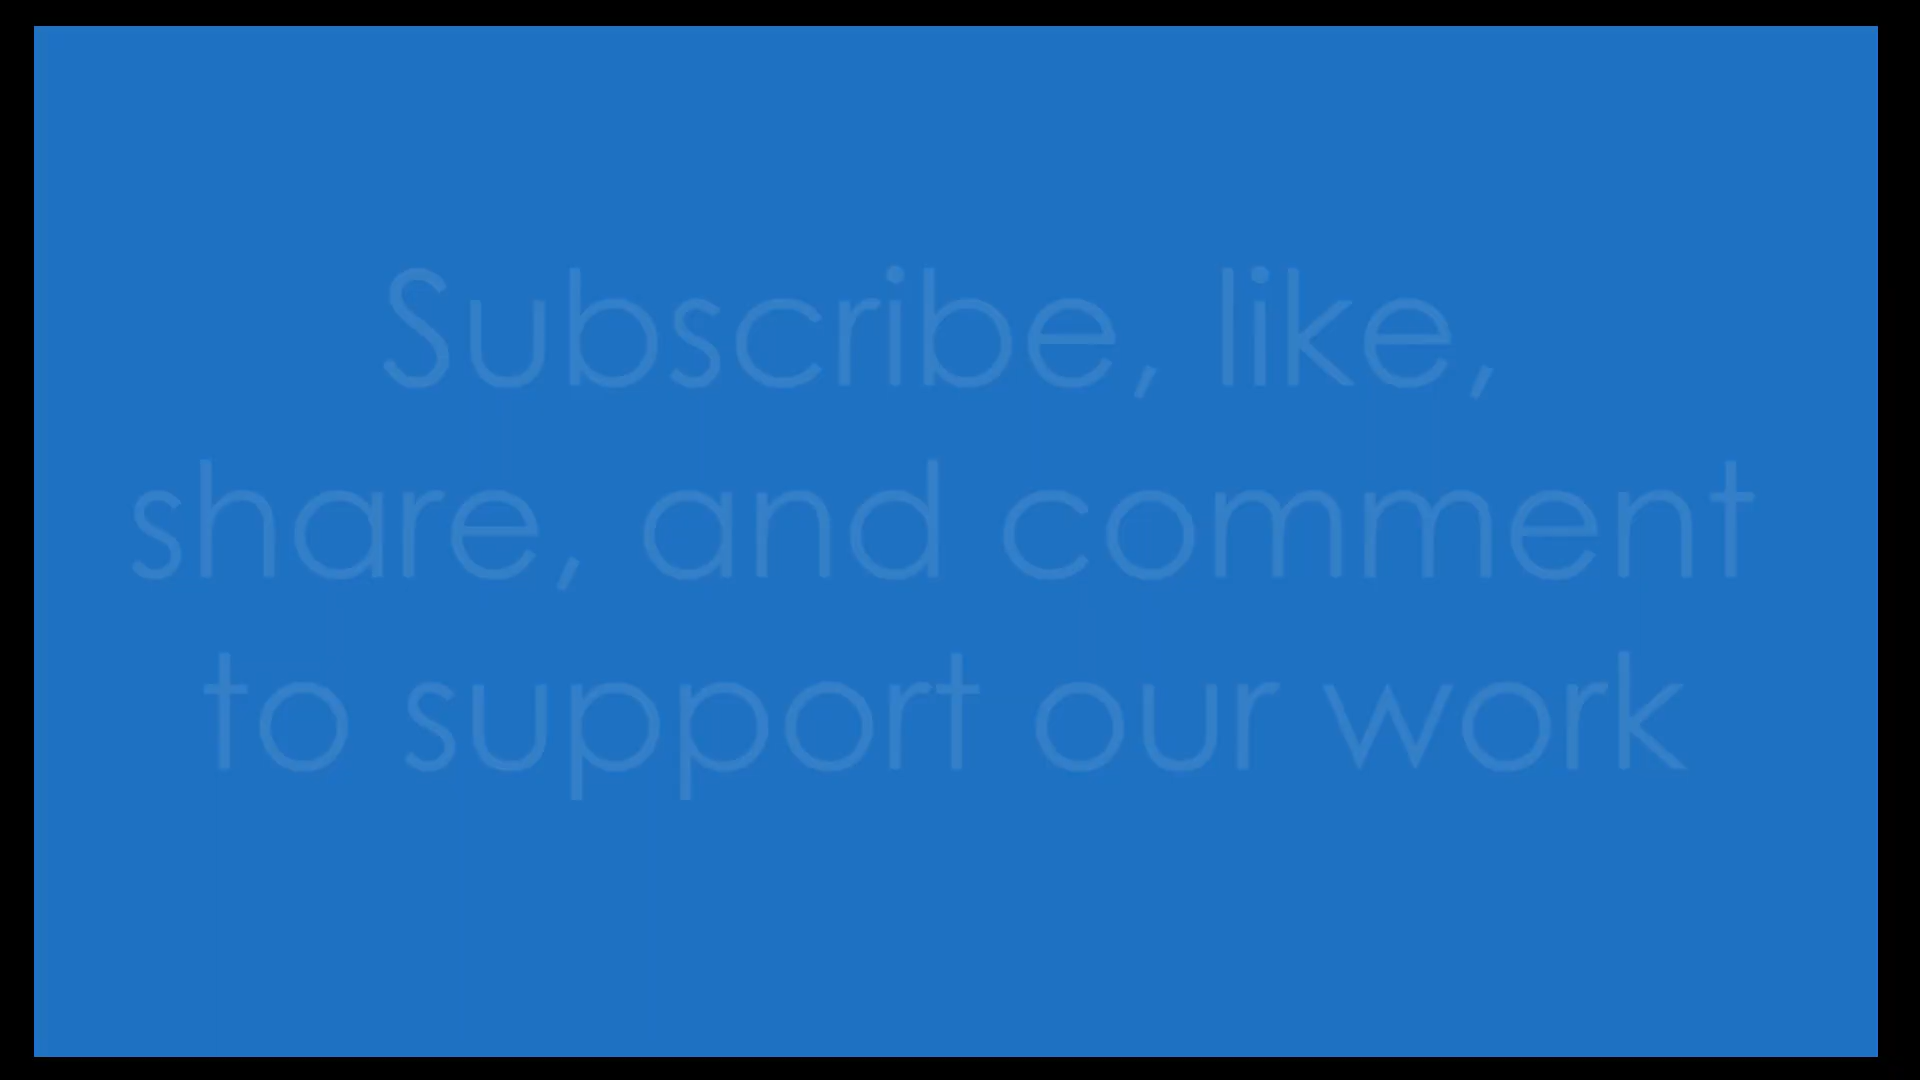 Subscribe, like,
share, and comment
to support our work